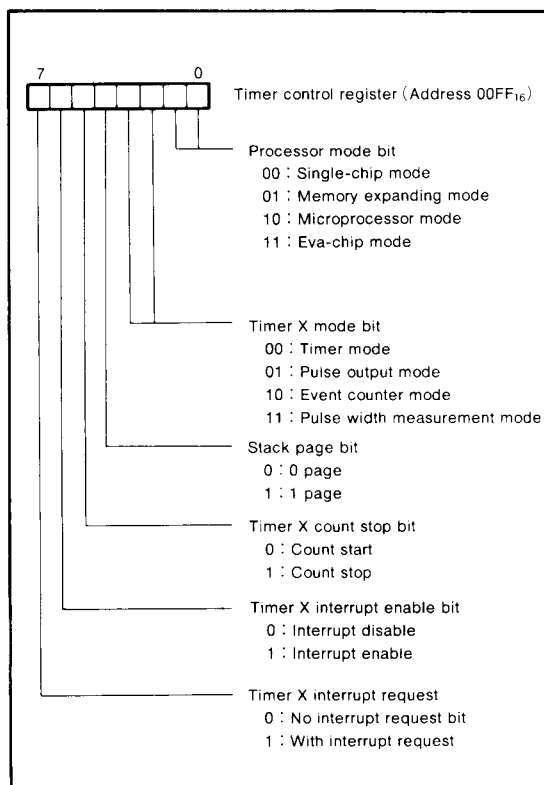 7 0
Timer control register (Address 00FF₁₆)
Processor mode bit
00 : Single-chip mode
01 : Memory expanding mode
10 : Microprocessor mode
11 : Eva-chip mode
Timer X mode bit
00 : Timer mode
01 : Pulse output mode
10 : Event counter mode
11 : Pulse width measurement mode
Stack page bit
0 : 0 page
1 : 1 page
Timer X count stop bit
0 : Count start
1 : Count stop
Timer X interrupt enable bit
0 : Interrupt disable
1 : Interrupt enable
Timer X interrupt request
0 : No interrupt request bit
1 : With interrupt request